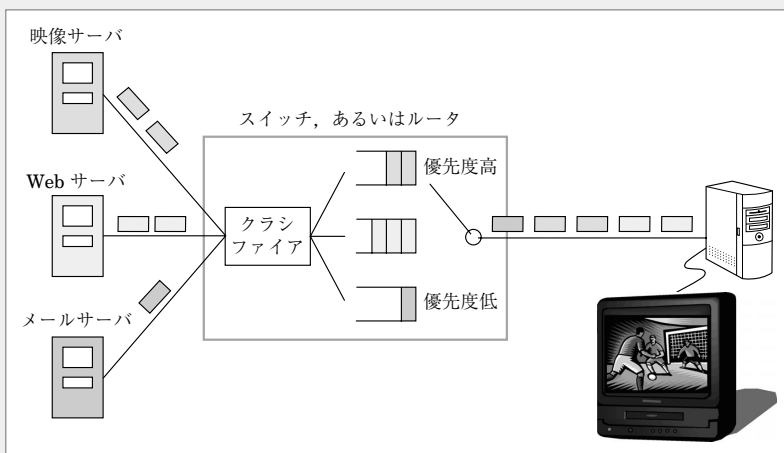 映像サーバ
スイッチ，あるいはルータ
優先度高
Web サーバ
クラシ
ファイア
優先度低
メールサーバ